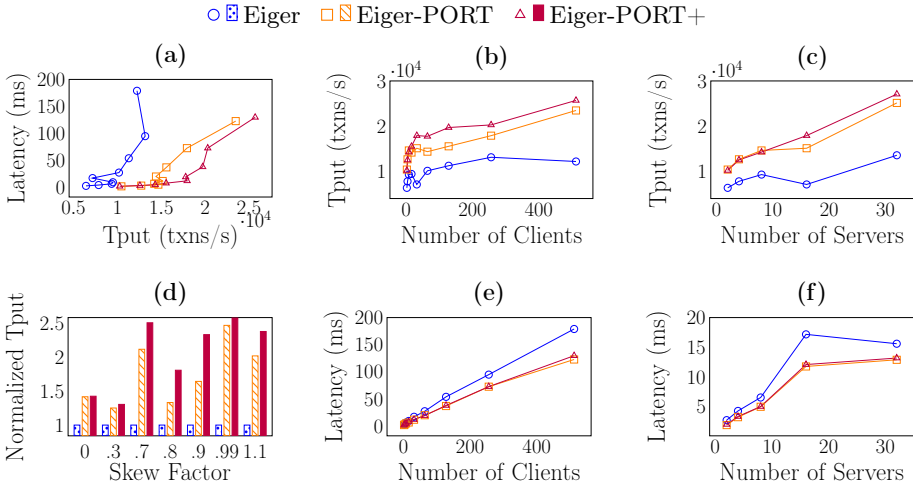 Eiger Eiger-PORT Eiger-PORT+
(a)
Latency (ms)
200
150
100
50
0
0.5 1 1.5 2 2.5
·10^4
Tput (txns/s)
(b)
·10^4
Tput (txns/s)
3
2
1
0 200 400
Number of Clients
(c)
·10^4
Tput (txns/s)
3
2
1
0 10 20 30
Number of Servers
(d)
Normalized Tput
2.5
2
1.5
1
0 .3 .7 .8 .9 .99 1.1
Skew Factor
(e)
Latency (ms)
200
150
100
50
0
0 200 400
Number of Clients
(f)
Latency (ms)
20
15
10
5
0 10 20 30
Number of Servers